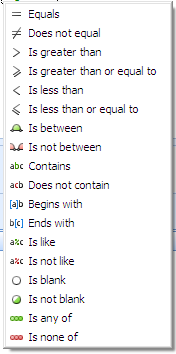 = Equals
≠ Does not equal
> Is greater than
⩾ Is greater than or equal to
< Is less than
⩽ Is less than or equal to
Is between
Is not between
abc Contains
acb Does not contain
[a]b Begins with
b[c] Ends with
a%c Is like
a%c Is not like
Is blank
Is not blank
Is any of
Is none of